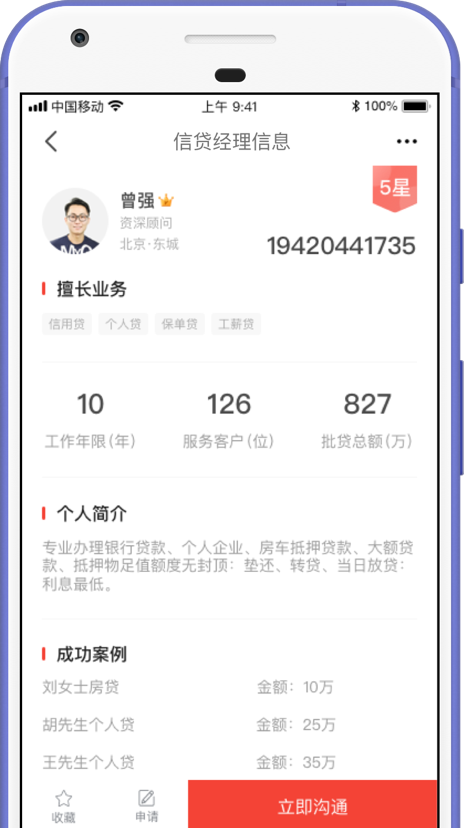 中国移动 上午 9:41 100%
信贷经理信息
5星
曾强
资深顾问
北京·东城
19420441735
擅长业务
信用贷 个人贷 保单贷 工薪贷
10 126 827
工作年限(年) 服务客户(位) 批贷总额(万)
个人简介
专业办理银行贷款、个人企业、房车抵押贷款、大额贷
款、抵押物足值额度无封顶：垫还、转贷、当日放贷：
利息最低。
成功案例
刘女士房贷 金额：10万
胡先生个人贷 金额：25万
王先生个人贷 金额：35万
收藏 申请 立即沟通